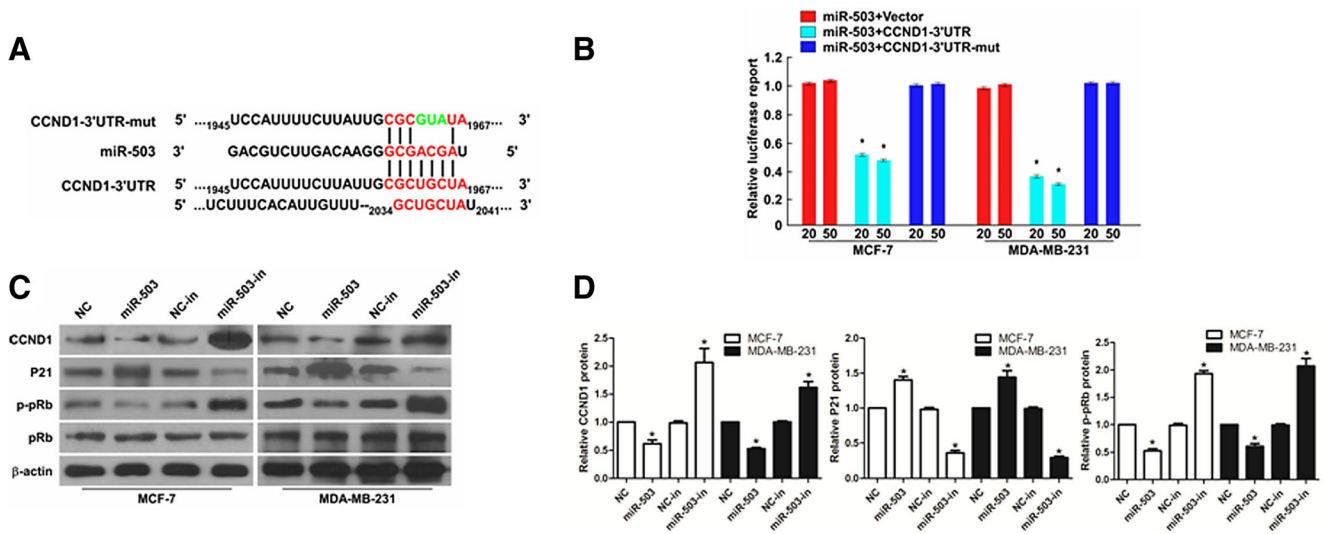 A
CCND1-3'UTR-mut 5' ...1945UCCAUUUUCUUAUUGCGCGUAUA1967... 3'
miR-503 3' GACGUCUUGACAAGGGCGACGAU 5'
CCND1-3'UTR 5' ...1945UCCAUUUUCUUAUUGCGCUGCUA1967... 3'
5' ...UCUUUCACAUUGUUU--2034GCUGCUAU2041... 3'
B
miR-503+Vector
miR-503+CCND1-3'UTR
miR-503+CCND1-3'UTR-mut
Relative luciferase report
1.2
1.0
0.8
0.6
0.4
0.2
0
* * * *
20 50 20 50 20 50 20 50 20 50 20 50
MCF-7 MDA-MB-231
C
NC miR-503 NC-in miR-503-in NC miR-503 NC-in miR-503-in
CCND1
P21
p-pRb
pRb
β-actin
MCF-7 MDA-MB-231
D
Relative CCND1 protein
2.5
2.0
1.5
1.0
0.5
0.0
MCF-7
MDA-MB-231
* * * *
NC miR-503 NC-in miR-503-in NC miR-503 NC-in miR-503-in
Relative P21 protein
2.0
1.5
1.0
0.5
0.0
MCF-7
MDA-MB-231
* * * *
NC miR-503 NC-in miR-503-in NC miR-503 NC-in miR-503-in
Relative p-pRb protein
2.5
2.0
1.5
1.0
0.5
0.0
MCF-7
MDA-MB-231
* * * *
NC miR-503 NC-in miR-503-in NC miR-503 NC-in miR-503-in